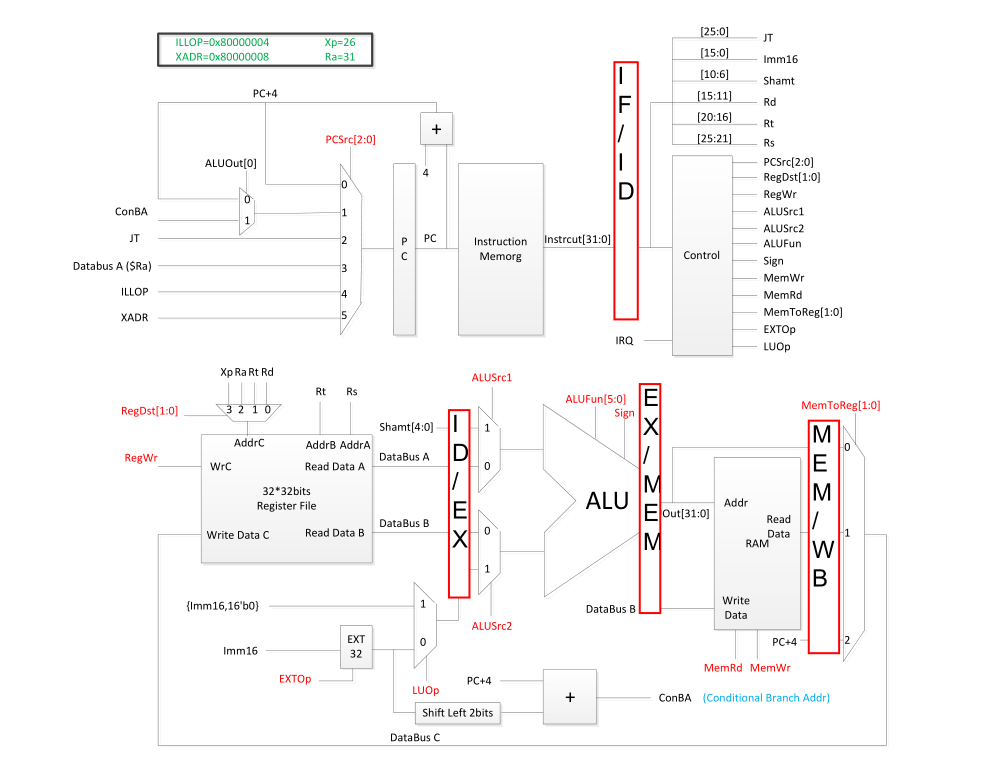 ILLOP=0x80000004 Xp=26
XADR=0x80000008 Ra=31
PC+4
PCSrc[2:0]
ALUOut[0]
+
4
0
1
ConBA
JT
Databus A ($Ra)
ILLOP
XADR
0
1
2
3
4
5
P
C
PC
Instruction
Memorg
Instrcut[31:0]
I
F
/
I
D
[25:0] JT
[15:0] Imm16
[10:6] Shamt
[15:11] Rd
[20:16] Rt
[25:21] Rs
Control
IRQ
PCSrc[2:0]
RegDst[1:0]
RegWr
ALUSrc1
ALUSrc2
ALUFun
Sign
MemWr
MemRd
MemToReg[1:0]
EXTOp
LUOp
Xp Ra Rt Rd
RegDst[1:0]
3 2 1 0
Rt
Rs
AddrC
AddrB AddrA
RegWr
WrC
Read Data A
32*32bits
Register File
Write Data C
Read Data B
ALUSrc1
Shamt[4:0]
DataBus A
DataBus B
I
D
/
E
X
1
0
0
1
ALUSrc2
{Imm16,16'b0}
Imm16
EXT
32
EXTOp
1
0
LUOp
Shift Left 2bits
PC+4
+
ConBA (Conditional Branch Addr)
DataBus C
ALUFun[5:0]
Sign
ALU
E
X
/
M
E
M
Out[31:0]
DataBus B
Addr
Read
Data
RAM
Write
Data
MemRd MemWr
PC+4
MemToReg[1:0]
M
E
M
/
W
B
0
1
2